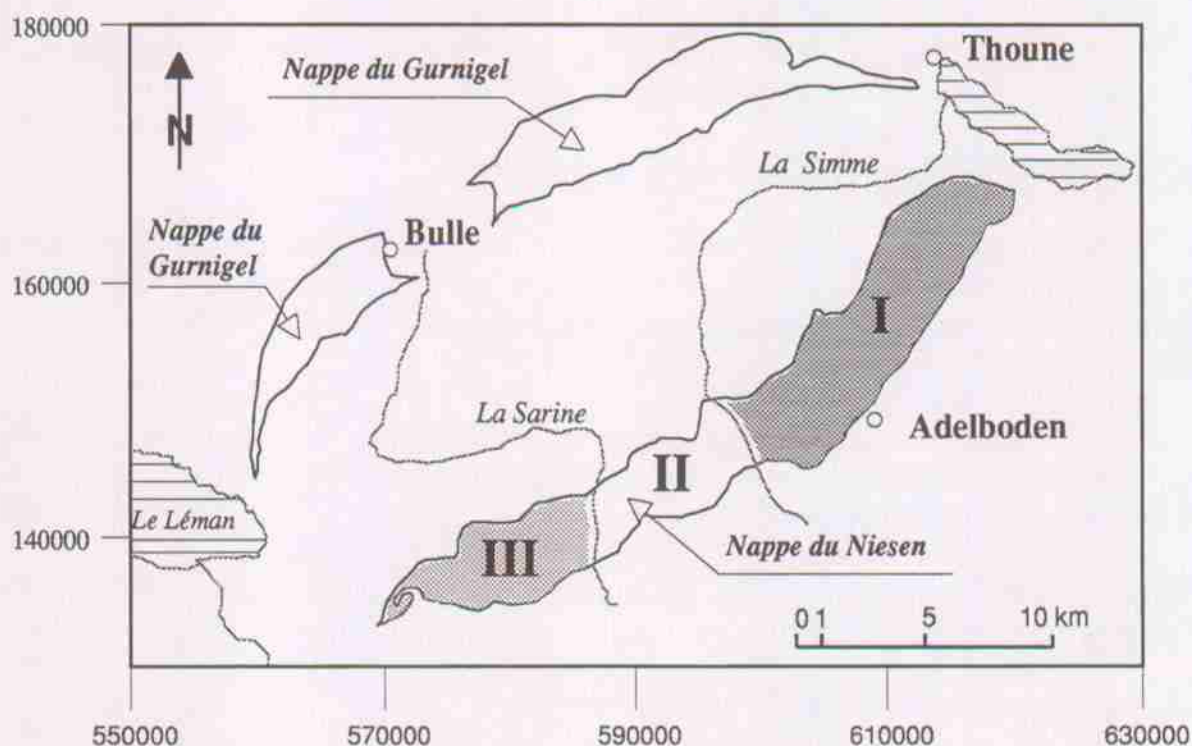 180000
Nappe du Gurnigel
Thoune
N
La Simme
Nappe du
Gurnigel
Bulle
160000
I
La Sarine
Adelboden
II
Le Léman
140000
III
Nappe du Niesen
0 1 5 10 km
550000 570000 590000 610000 630000